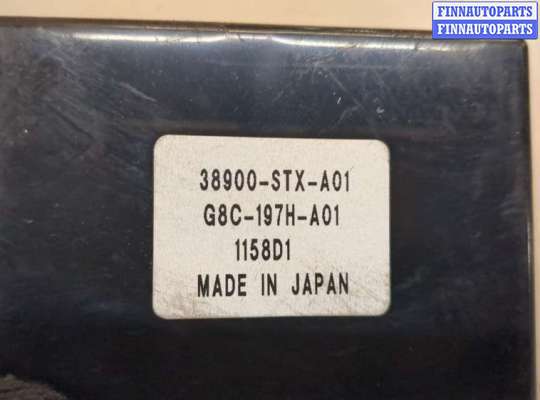 FINNAUTOPARTS
FINNAUTOPARTS
38900-STX-A01
G8C-197H-A01
1158D1
MADE IN JAPAN